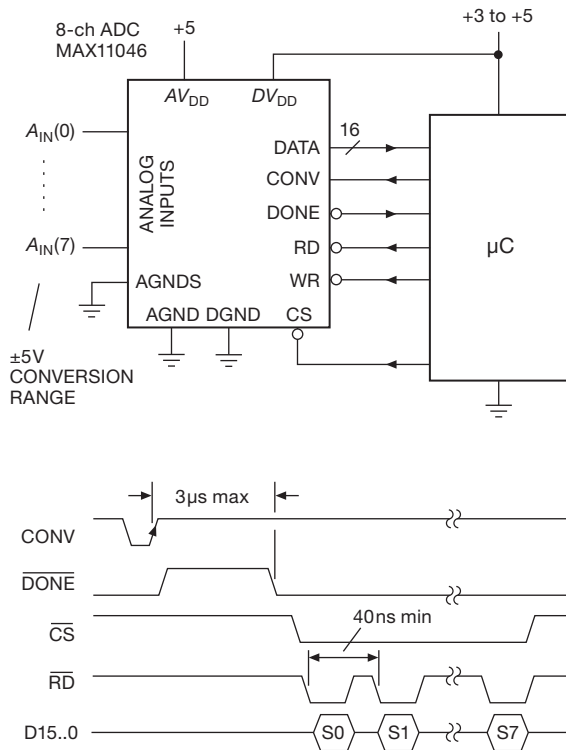 8-ch ADC
MAX11046
+5
+3 to +5
AVDD
DVDD
AIN(0)
AIN(7)
ANALOG
INPUTS
DATA
16
CONV
DONE
RD
WR
µC
AGNDS
AGND
DGND
CS
±5V
CONVERSION
RANGE
3µs max
CONV
DONE
CS
40ns min
RD
D15..0
S0
S1
S7